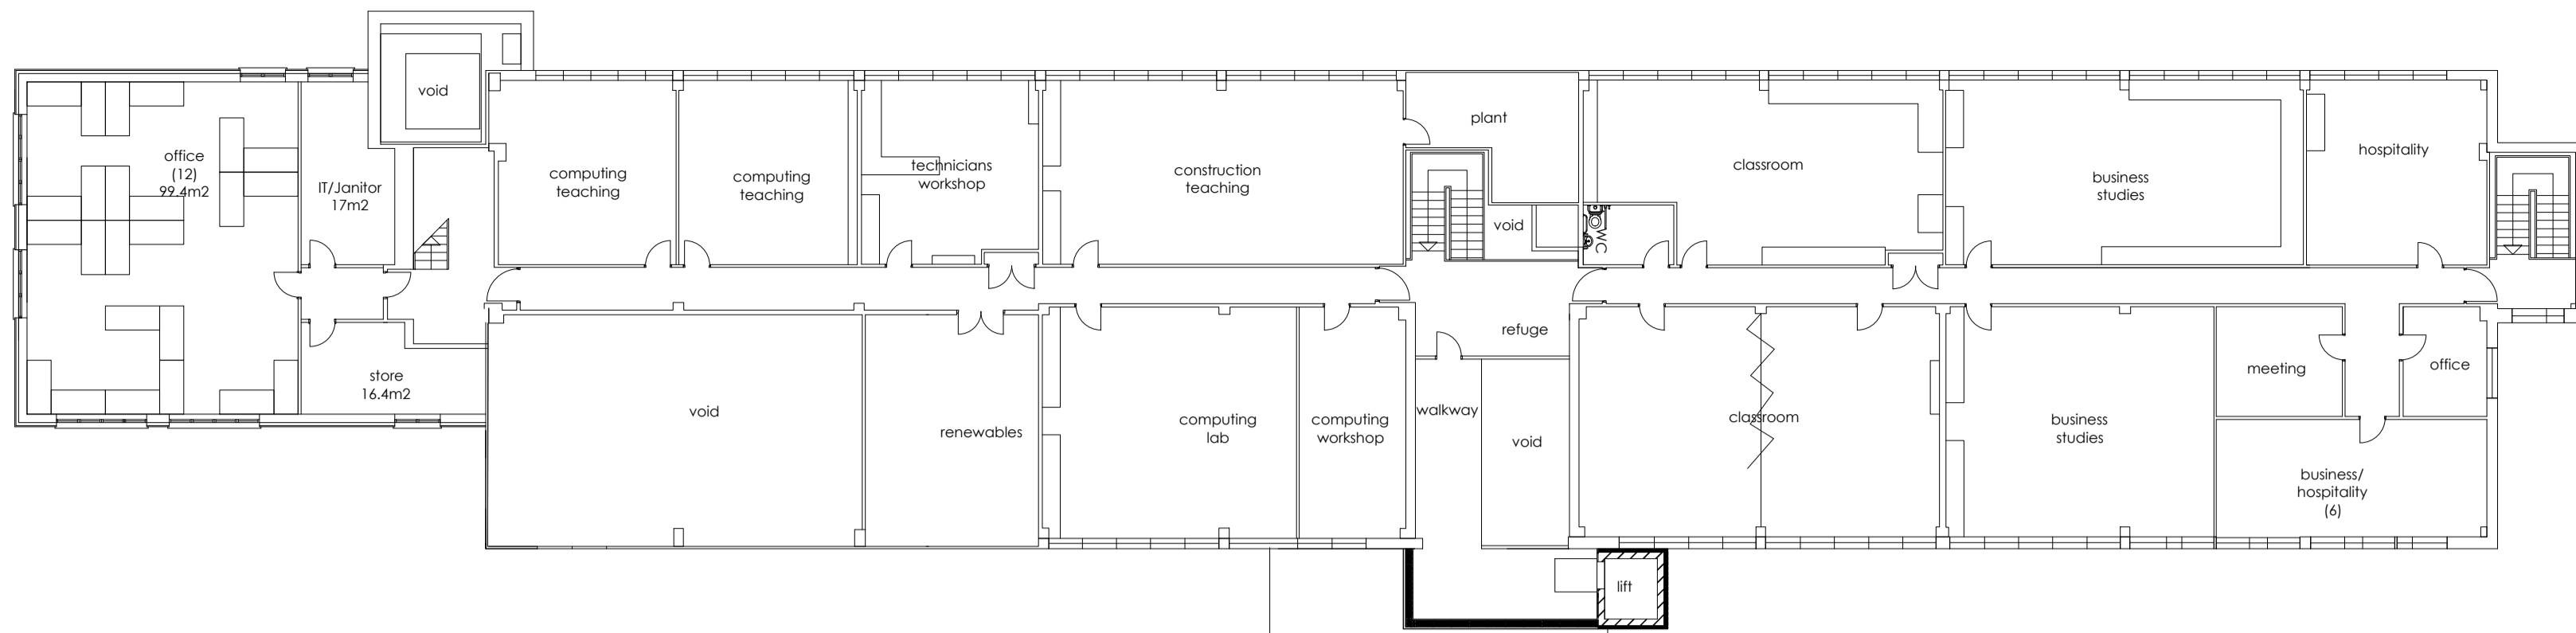 void
office
(12)
99.4m2
IT/Janitor
17m2
store
16.4m2
computing
teaching
computing
teaching
technicians
workshop
construction
teaching
plant
void
WC
classroom
business
studies
hospitality
void
renewables
computing
lab
computing
workshop
refuge
walkway
void
lift
classroom
business
studies
meeting
office
business/
hospitality
(6)